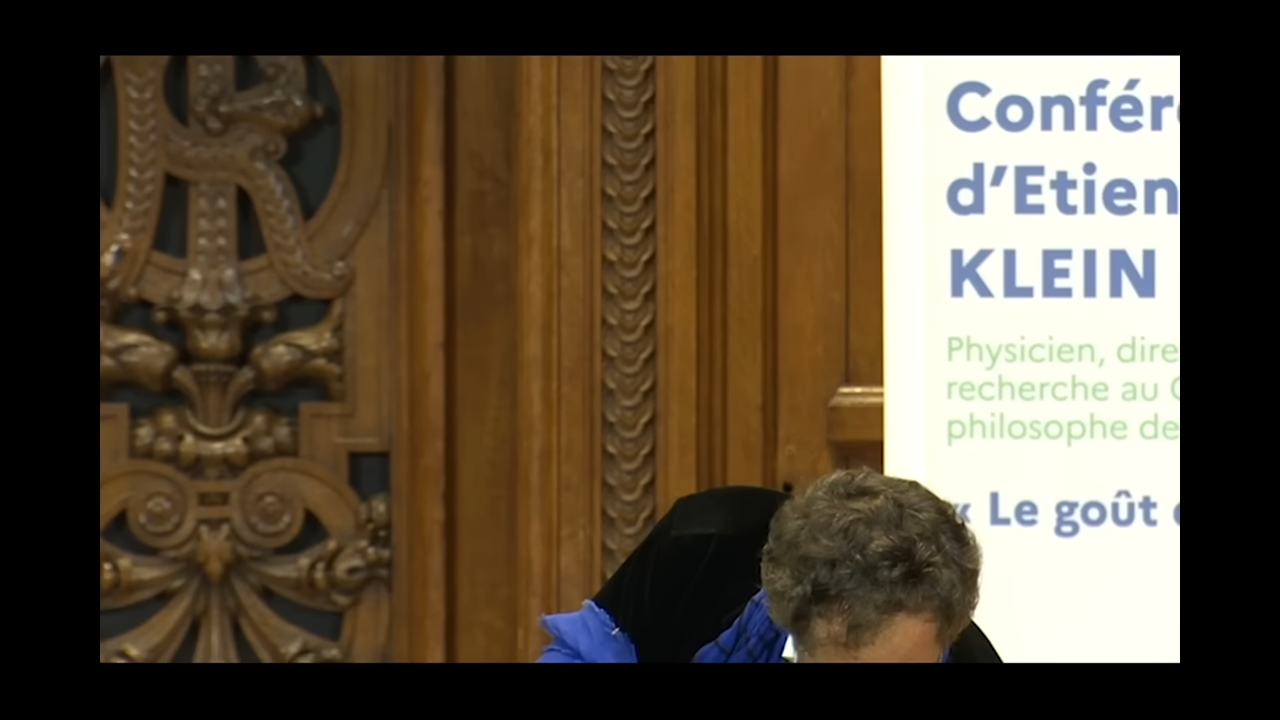 Confér
d'Etien
KLEIN
Physicien, dire
recherche au
philosophe de
« Le goût